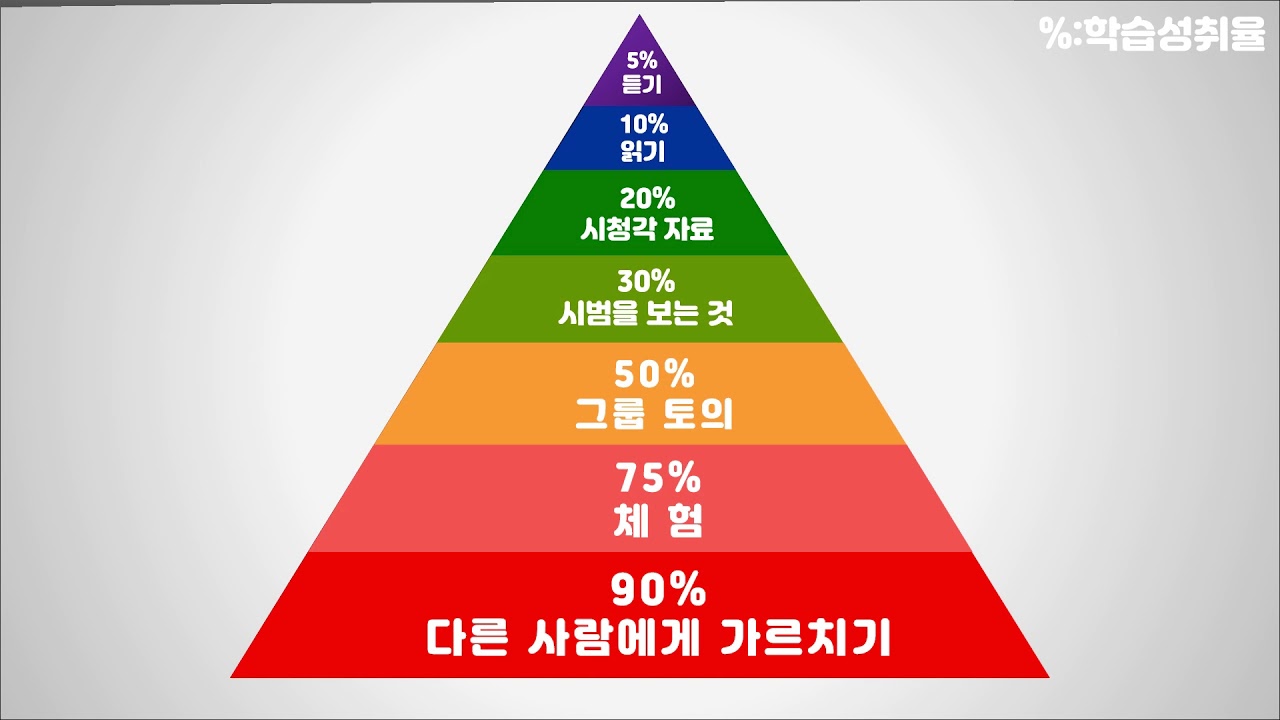 %:학습성취율
5%
듣기
10%
읽기
20%
시청각 자료
30%
시범을 보는 것
50%
그룹 토의
75%
체 험
90%
다른 사람에게 가르치기